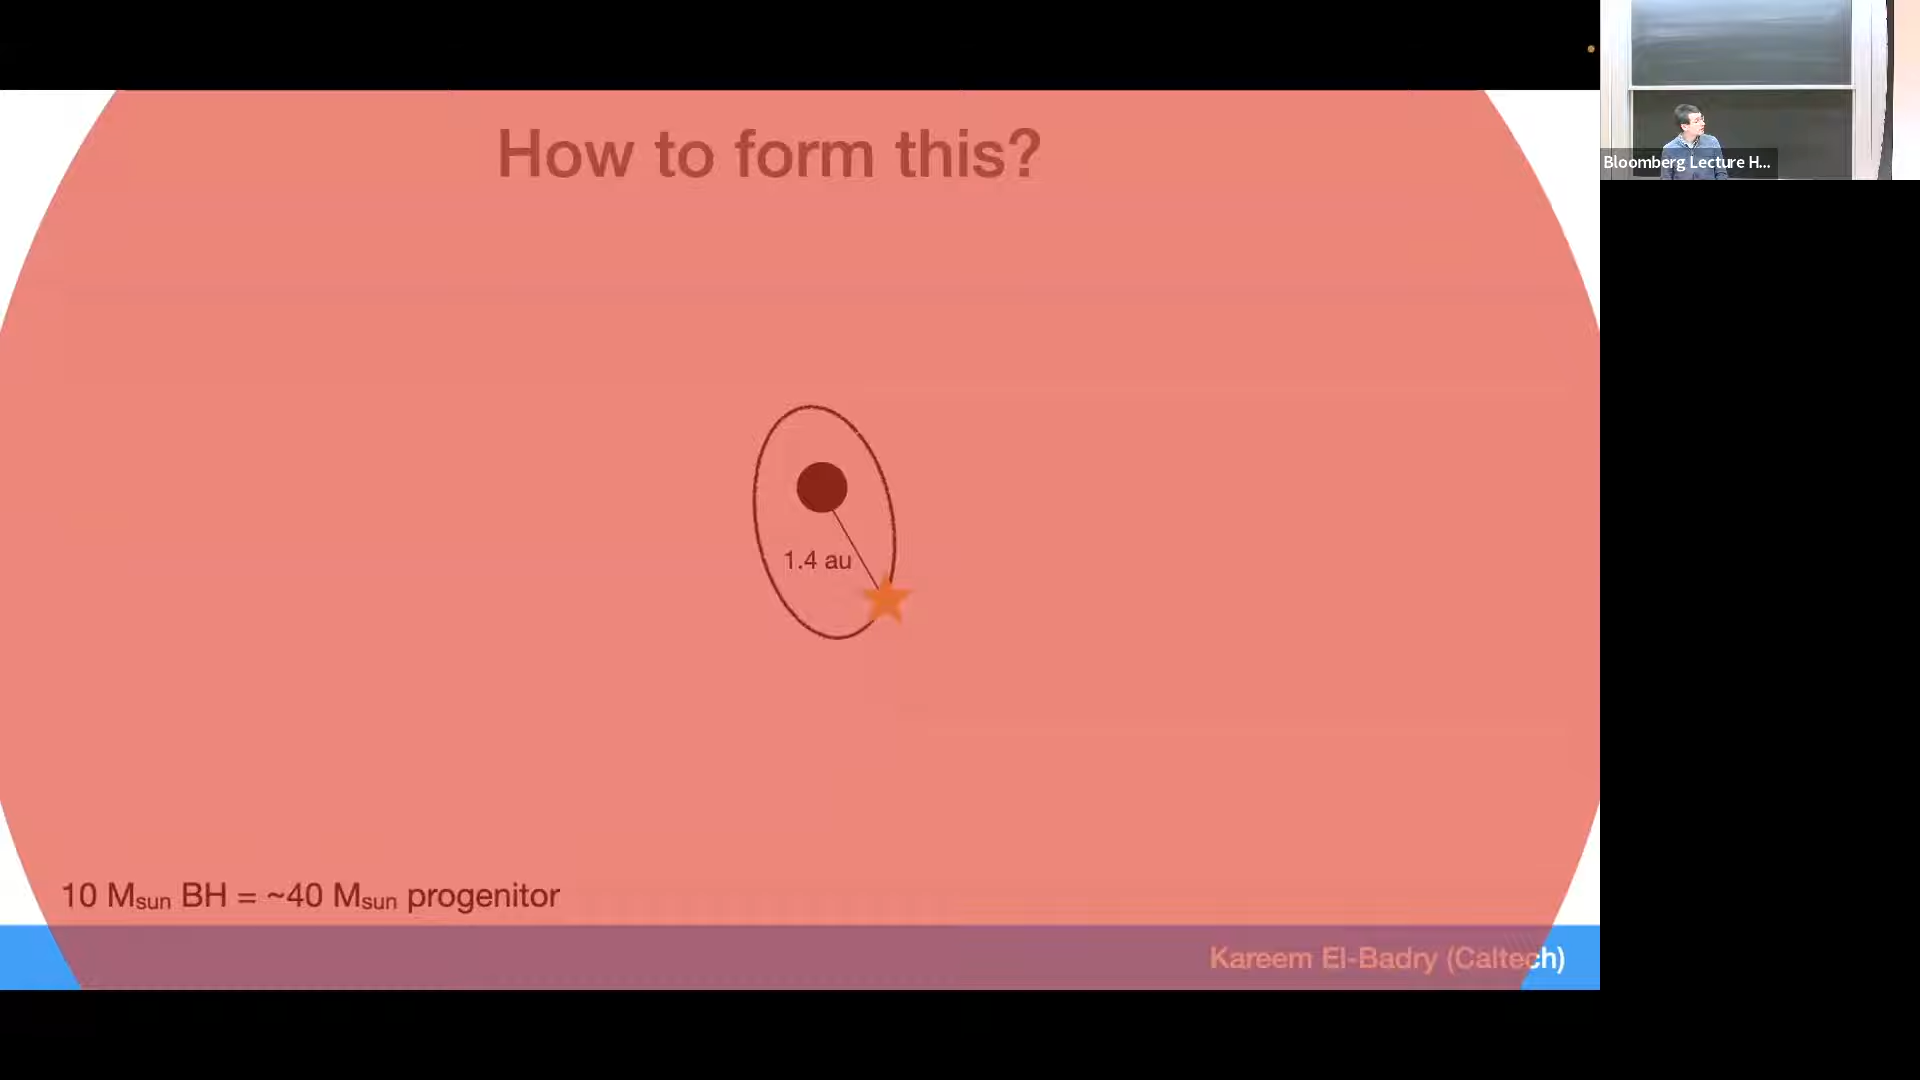 How to form this?
Bloomberg Lecture H...
1.4 au
10 Msun BH = ~40 Msun progenitor
Kareem El-Badry (Caltech)